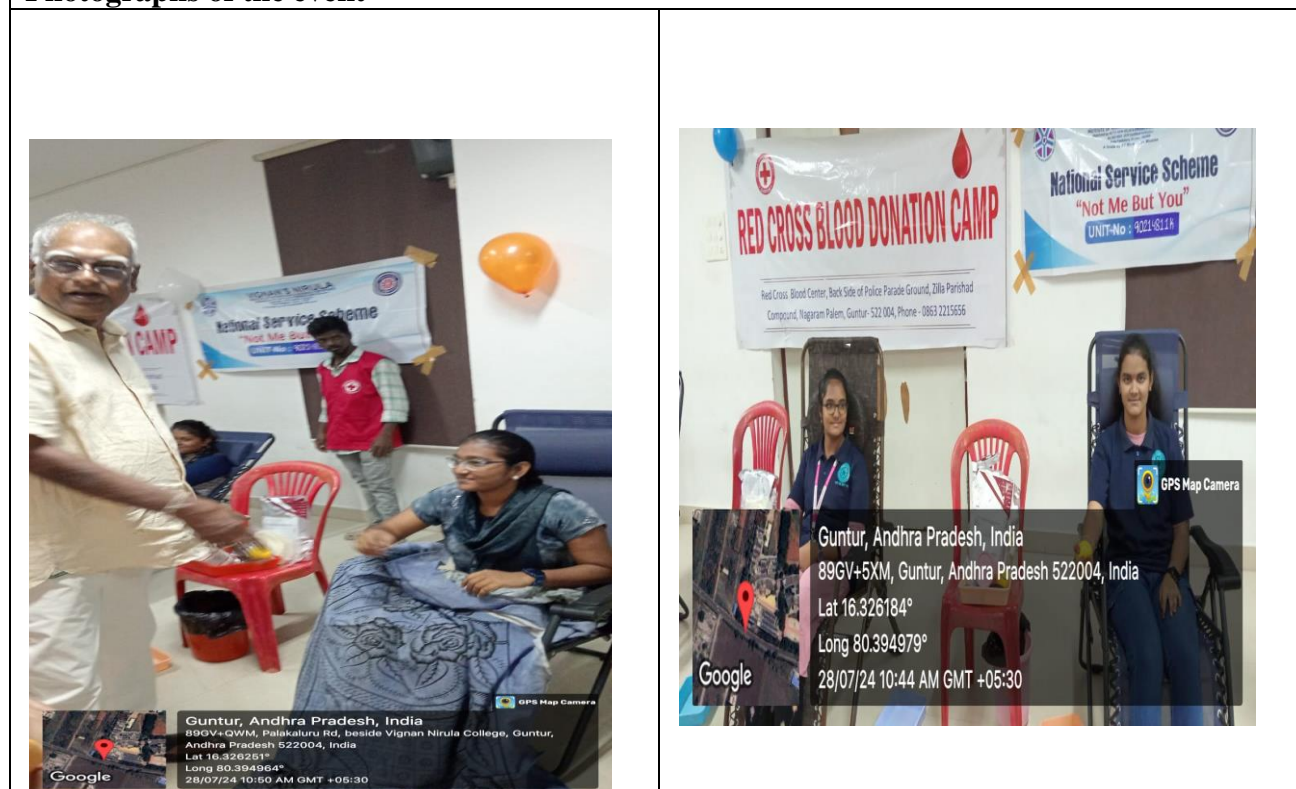 Photographs of the event
CAMP
VIGNAN'S NIRULA
National Service Scheme
"Not Me But
GPS Map Camera
Google
Guntur, Andhra Pradesh, India
89GV+QWM, Palakaluru Rd, beside Vignan Nirula College, Guntur,
Andhra Pradesh 522004, India
Lat 16.326251°
Long 80.394964°
28/07/24 10:50 AM GMT +05:30
RED CROSS BLOOD DONATION CAMP
Red Cross Blood Center, Back Side of Police Parade Ground, Zilla Parishad
Compound, Nagaram Palem, Guntur- 522 004, Phone - 0863 2215656
National Service Scheme
"Not Me But You"
UNIT-No :
GPS Map Camera
Google
Guntur, Andhra Pradesh, India
89GV+5XM, Guntur, Andhra Pradesh 522004, India
Lat 16.326184°
Long 80.394979°
28/07/24 10:44 AM GMT +05:30